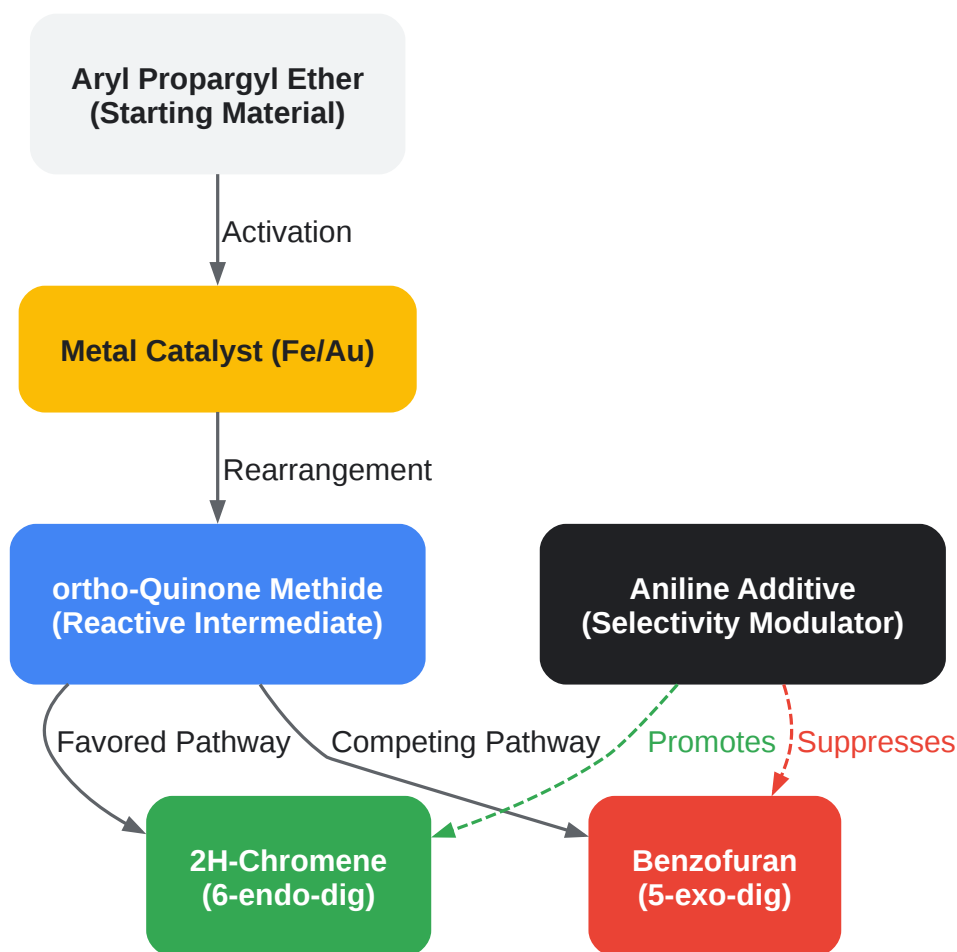 Aryl Propargyl Ether
(Starting Material)
Activation
Metal Catalyst (Fe/Au)
Rearrangement
ortho-Quinone Methide
(Reactive Intermediate)
Aniline Additive
(Selectivity Modulator)
Favored Pathway
Competing Pathway
Promotes
Suppresses
2H-Chromene
(6-endo-dig)
Benzofuran
(5-exo-dig)